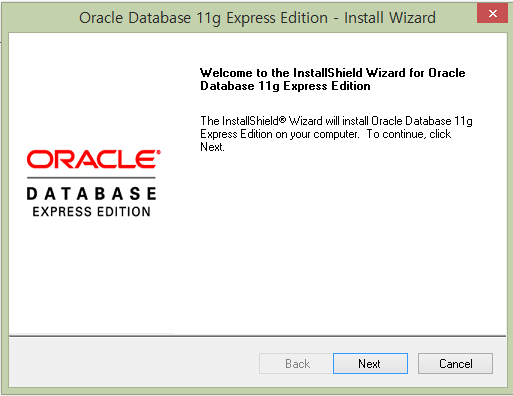 Oracle Database 11g Express Edition - Install Wizard
Welcome to the InstallShield Wizard for Oracle
Database 11g Express Edition
The InstallShield® Wizard will install Oracle Database 11g
Express Edition on your computer. To continue, click
Next.
ORACLE®
DATABASE
EXPRESS EDITION
Back
Next
Cancel